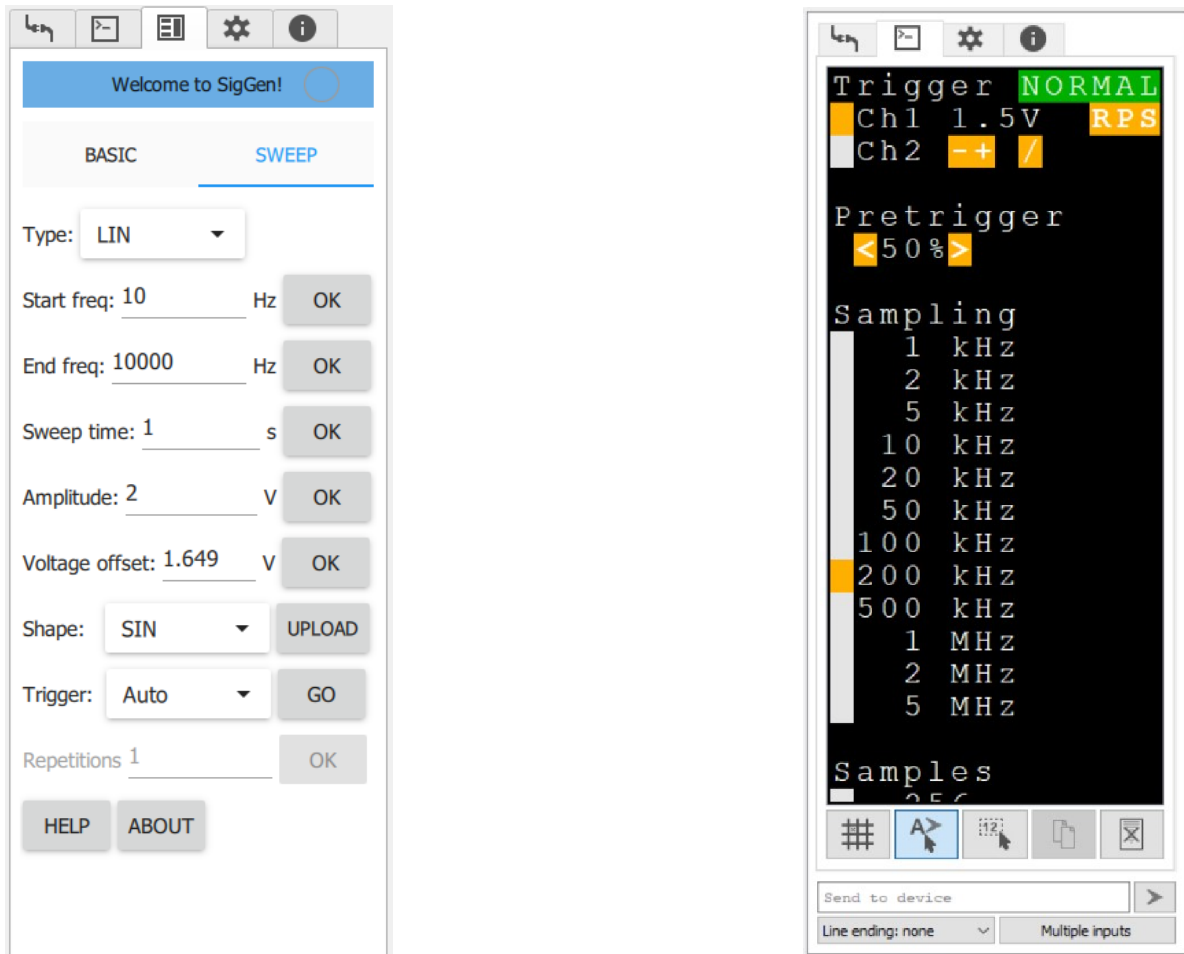 Welcome to SigGen!
BASIC SWEEP
Type: LIN
Start freq: 10 Hz OK
End freq: 10000 Hz OK
Sweep time: 1 s OK
Amplitude: 2 V OK
Voltage offset: 1.649 V OK
Shape: SIN UPLOAD
Trigger: Auto GO
Repetitions 1 OK
HELP ABOUT
Trigger NORMAL
Ch1 1.5V RPS
Ch2 -+ /
Pretrigger
<50%>
Sampling
1 kHz
2 kHz
5 kHz
10 kHz
20 kHz
50 kHz
100 kHz
200 kHz
500 kHz
1 MHz
2 MHz
5 MHz
Samples
256
A
12
Send to device
Line ending: none Multiple inputs